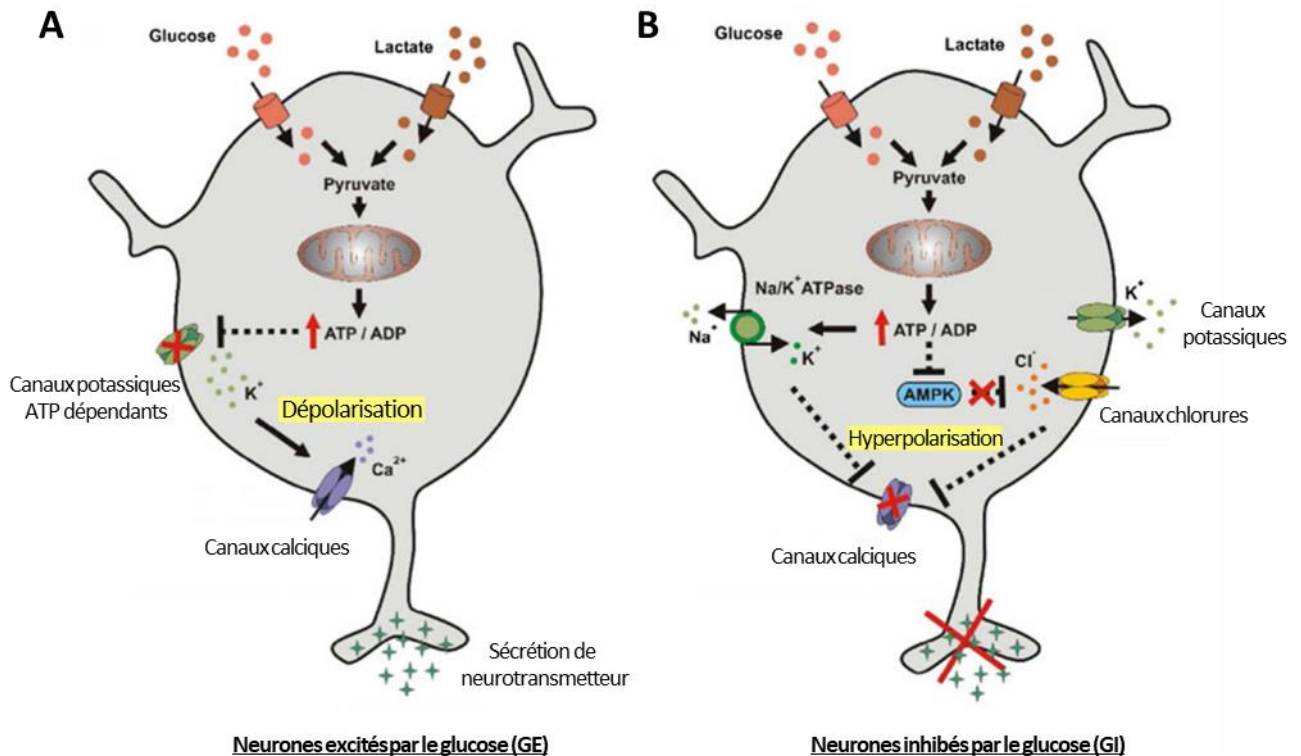 A
Glucose
Lactate
Pyruvate
ATP / ADP
Canaux potassiques
ATP dépendants
K⁺
Dépolarisation
Ca²⁺
Canaux calciques
Sécrétion de
neurotransmetteur
Neurones excités par le glucose (GE)
B
Glucose
Lactate
Pyruvate
Na/K⁺ATPase
Na⁺
K⁺
ATP / ADP
K⁺
Canaux
potassiques
Cl⁻
AMPK
Canaux chlorures
Hyperpolarisation
Canaux calciques
Neurones inhibés par le glucose (GI)